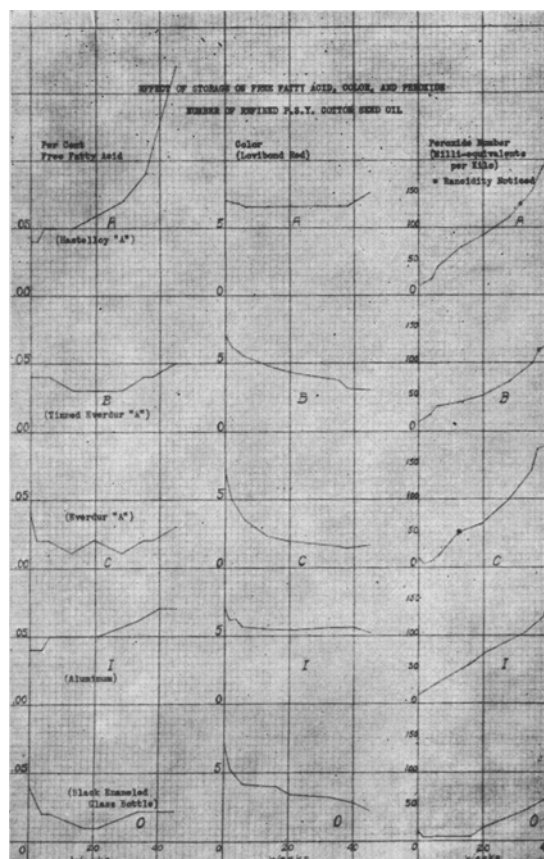 EFFECT OF STORAGE ON FREE FATTY ACID, COLOR, AND PEROXIDE
NUMBER OF REFINED P.S.Y. COTTON SEED OIL
Per Cent
Free Fatty Acid
Color
(Lovibond Red)
Peroxide Number
(Milli-equivalents
per Kilo)
* Rancidity Noticed
150
100
.05
A
(Hastelloy "A")
5
A
A
50
.00
0
0
150
100
.05
B
(Tinned Everdur "A")
5
B
B
50
.00
0
0
150
100
.05
(Everdur "A")
C
5
C
50
C
.00
0
0
150
100
.05
I
(Aluminum)
5
I
I
50
.00
0
0
150
100
.05
(Black Enameled
Glass Bottle)
O
5
O
50
O
0
20
40
0
20
40
0
20
40
WEEKS
WEEKS